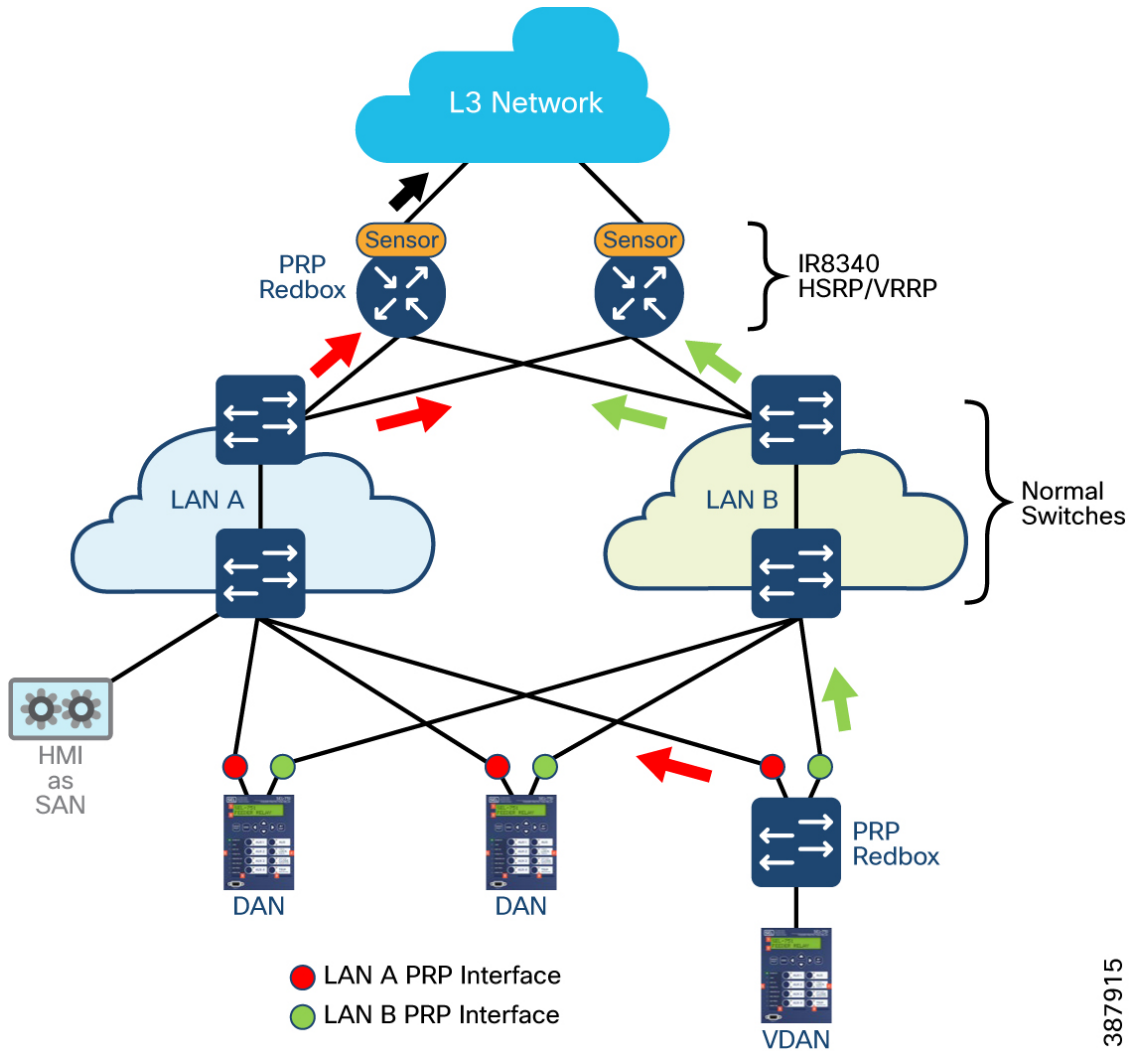 L3 Network
Sensor
Sensor
PRP
Redbox
IR8340
HSRP/VRRP
LAN A
LAN B
Normal
Switches
HMI
as
SAN
DAN
DAN
PRP
Redbox
VDAN
LAN A PRP Interface
LAN B PRP Interface
387915